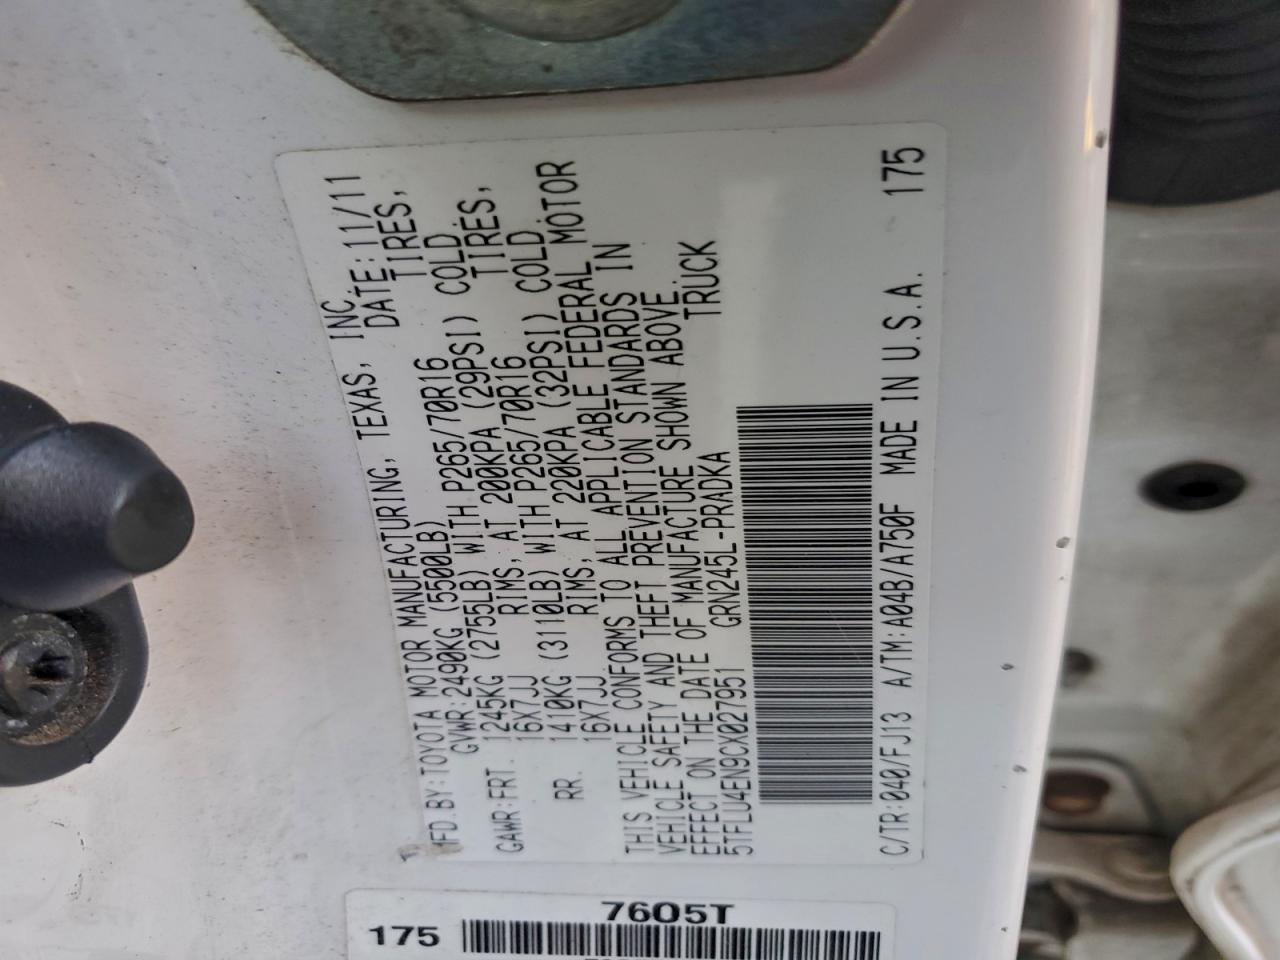 MFD.BY:TOYOTA MOTOR MANUFACTURING, TEXAS, INC.
GVWR:2490KG (5500LB) DATE:11/11
GAWR:FRT. 1245KG (2755LB) WITH P265/70R16 TIRES,
16X7JJ RIMS, AT 200KPA (29PSI) COLD.
RR. 1410KG (3110LB) WITH P265/70R16 TIRES,
16X7JJ RIMS, AT 220KPA (32PSI) COLD.
THIS VEHICLE CONFORMS TO ALL APPLICABLE FEDERAL MOTOR
VEHICLE SAFETY AND THEFT PREVENTION STANDARDS IN
EFFECT ON THE DATE OF MANUFACTURE SHOWN ABOVE.
5TFLU4EN9CX027951 GRN245L-PRADKA TRUCK
C/TR:040/FJ13 A/TM:A04B/A750F MADE IN U.S.A. 175
7605T
175